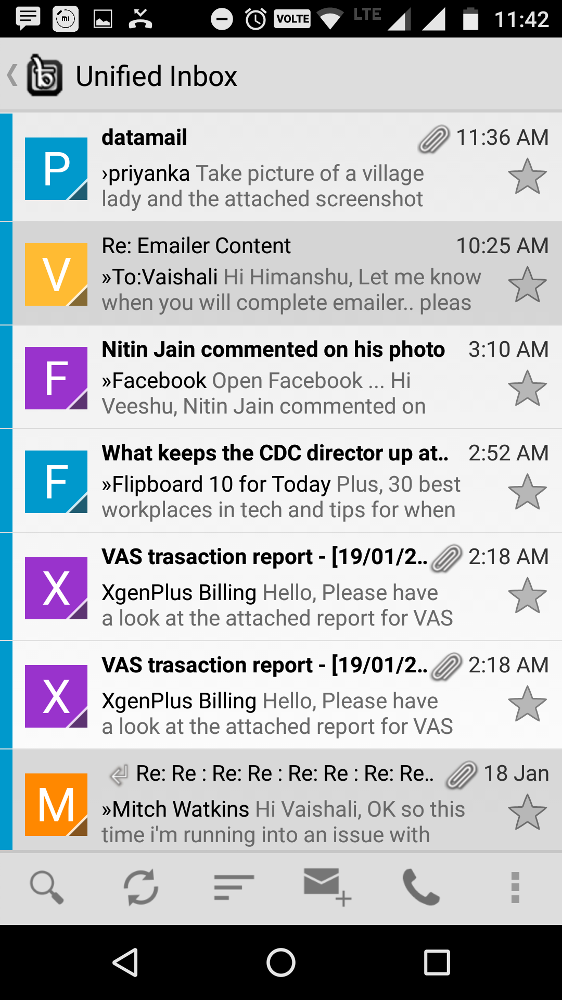 VOLTE LTE 11:42
Unified Inbox
datamail 11:36 AM
P
›priyanka Take picture of a village
lady and the attached screenshot
Re: Emailer Content 10:25 AM
V
»To:Vaishali Hi Himanshu, Let me know
when you will complete emailer.. pleas
Nitin Jain commented on his photo 3:10 AM
F
»Facebook Open Facebook ... Hi
Veeshu, Nitin Jain commented on
What keeps the CDC director up at.. 2:52 AM
F
»Flipboard 10 for Today Plus, 30 best
workplaces in tech and tips for when
VAS trasaction report - [19/01/2.. 2:18 AM
X
XgenPlus Billing Hello, Please have
a look at the attached report for VAS
VAS trasaction report - [19/01/2.. 2:18 AM
X
XgenPlus Billing Hello, Please have
a look at the attached report for VAS
Re: Re : Re: Re : Re: Re : Re: Re.. 18 Jan
M
»Mitch Watkins Hi Vaishali, OK so this
time i'm running into an issue with